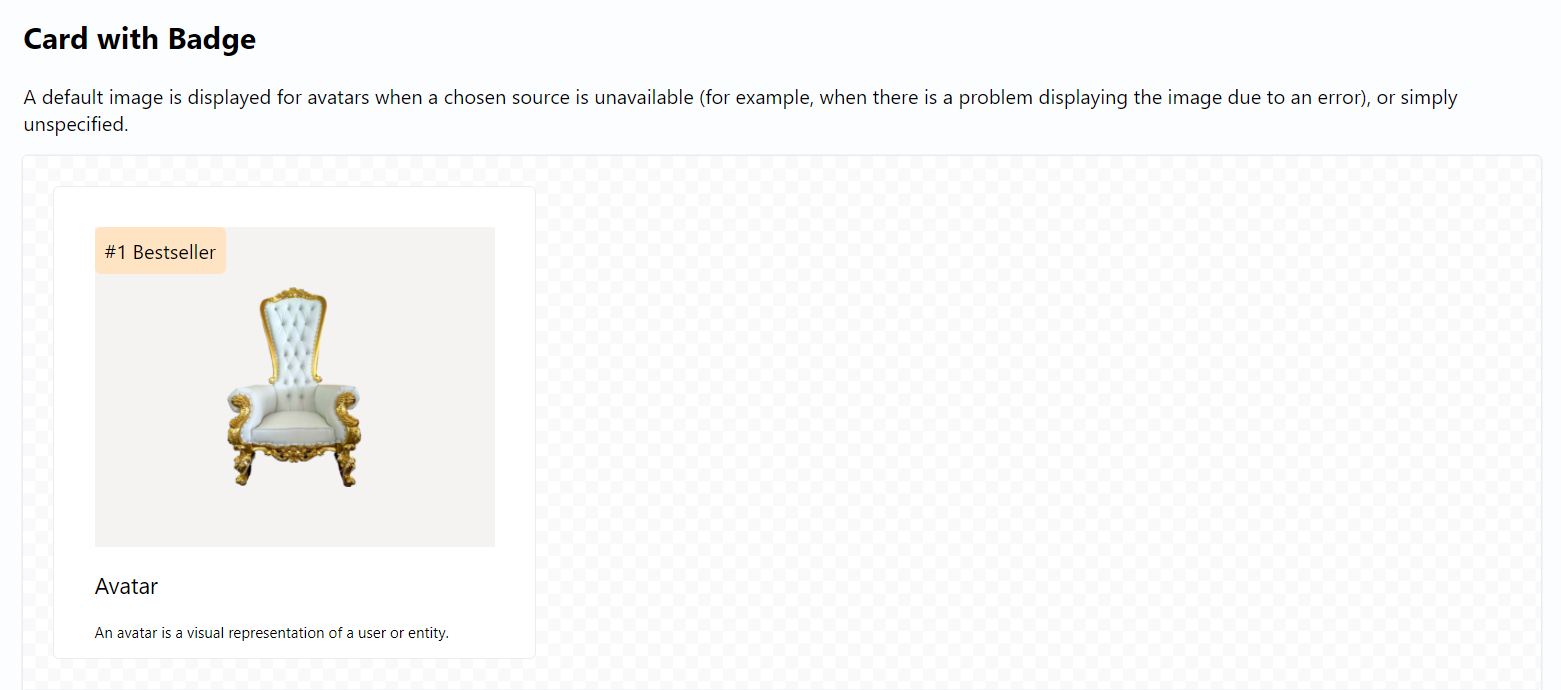 Card with Badge
A default image is displayed for avatars when a chosen source is unavailable (for example, when there is a problem displaying the image due to an error), or simply
unspecified.
#1 Bestseller
Avatar
An avatar is a visual representation of a user or entity.